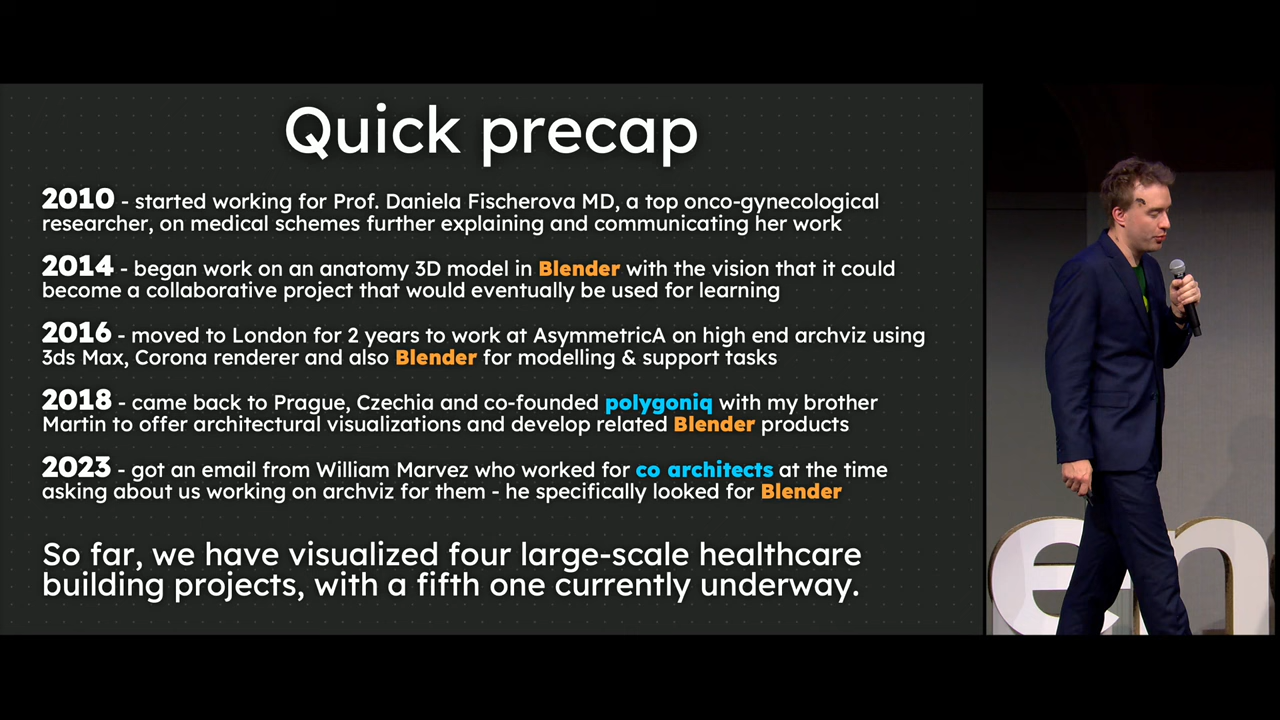 Quick precap
2010 - started working for Prof. Daniela Fischerova MD, a top onco-gynecological
researcher, on medical schemes further explaining and communicating her work
2014 - began work on an anatomy 3D model in Blender with the vision that it could
become a collaborative project that would eventually be used for learning
2016 - moved to London for 2 years to work at AsymmetricA on high end archviz using
3ds Max, Corona renderer and also Blender for modelling & support tasks
2018 - came back to Prague, Czechia and co-founded polygoniq with my brother
Martin to offer architectural visualizations and develop related Blender products
2023 - got an email from William Marvez who worked for co architects at the time
asking about us working on archviz for them - he specifically looked for Blender
So far, we have visualized four large-scale healthcare
building projects, with a fifth one currently underway.
en